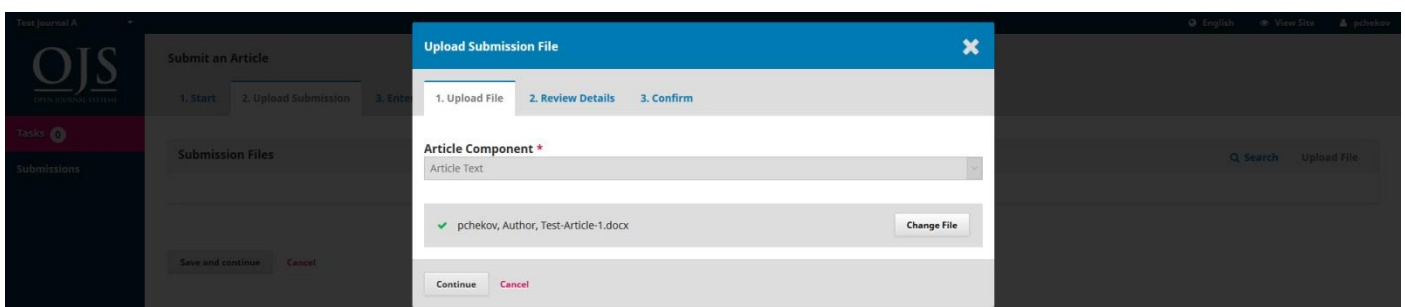 Test Journal A
English View Site pchekov
OJS
OPEN JOURNAL SYSTEMS
Tasks 0
Submissions
Submit an Article
1. Start 2. Upload Submission 3. Ente
Submission Files
Search Upload File
Save and continue Cancel
Upload Submission File
1. Upload File 2. Review Details 3. Confirm
Article Component *
Article Text
pchekov, Author, Test-Article-1.docx Change File
Continue Cancel